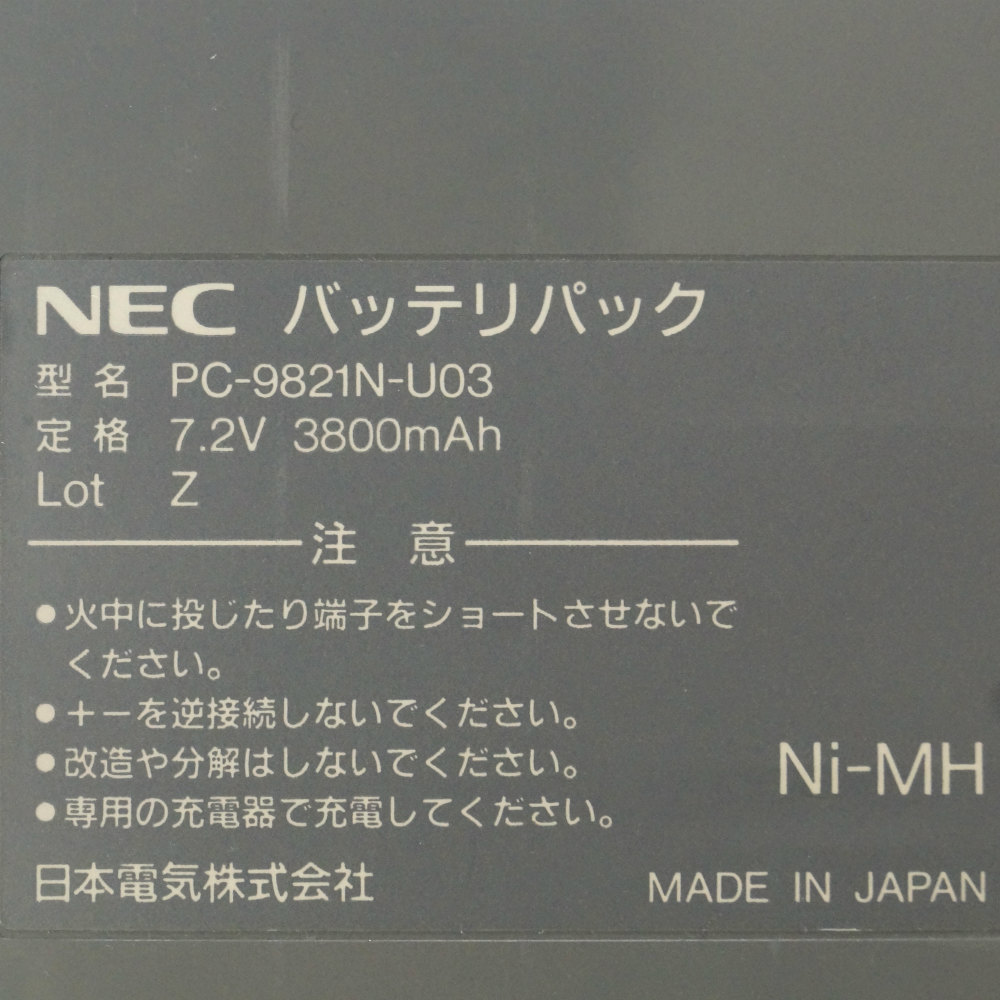 NEC バッテリパック
型名 PC-9821N-U03
定格 7.2V 3800mAh
Lot Z
注 意
●火中に投じたり端子をショートさせないで
ください。
●+−を逆接続しないでください。
●改造や分解はしないでください。
●専用の充電器で充電してください。
Ni-MH
日本電気株式会社
MADE IN JAPAN